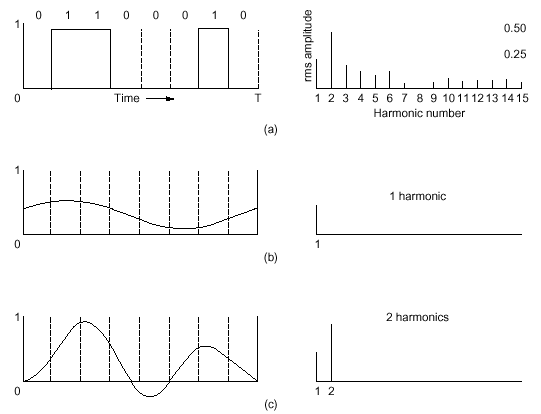 0 1 1 0 0 0 1 0
1
0
Time
T
rms amplitude
0.50
0.25
1 2 3 4 5 6 7 8 9 10 11 12 13 14 15
Harmonic number
(a)
1
0
1 harmonic
1
(b)
1
0
2 harmonics
1 2
(c)